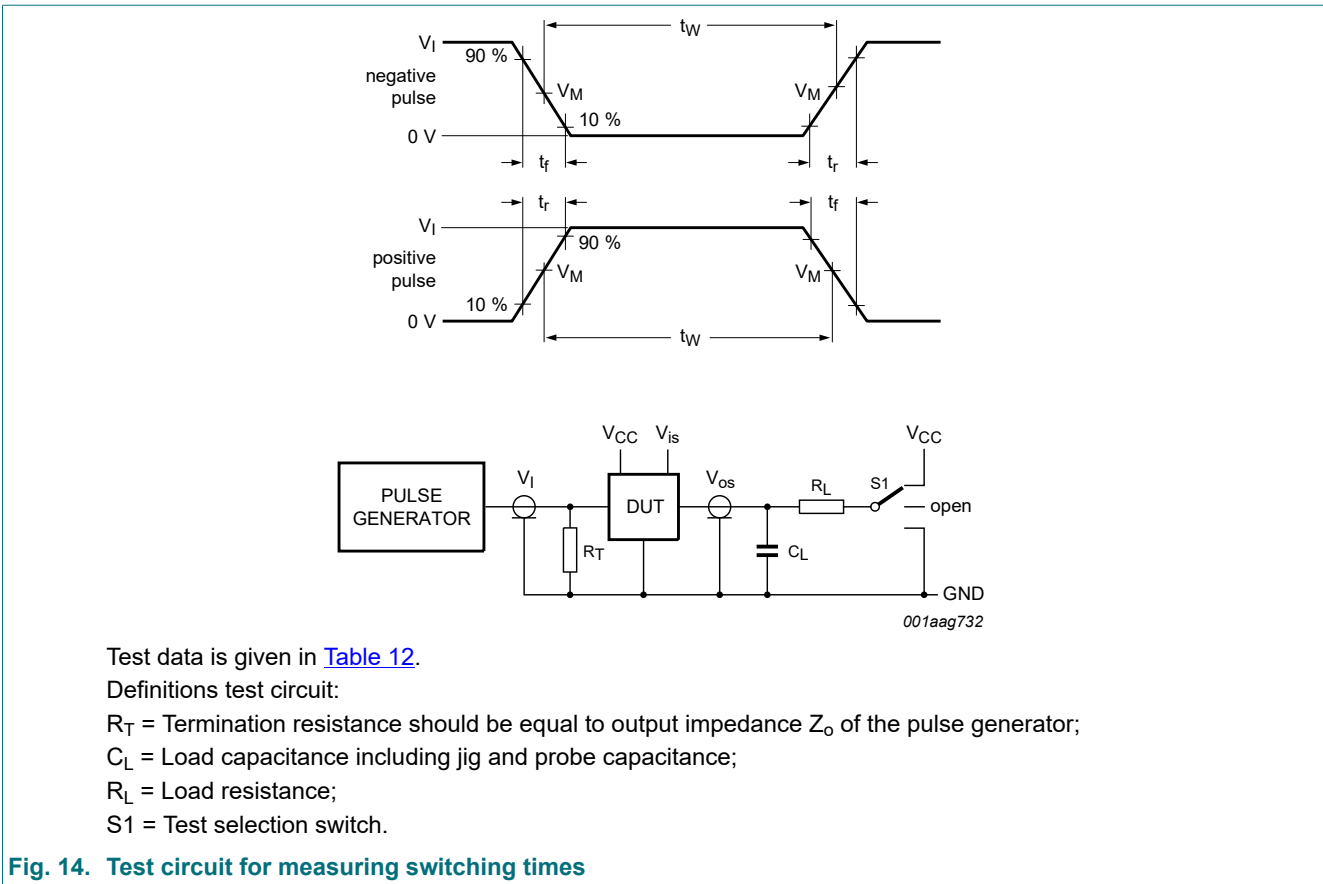 t_W
V_I
90 %
negative
pulse
V_M
V_M
10 %
0 V
t_f
t_r
t_r
t_f
V_I
90 %
positive
pulse
V_M
V_M
10 %
0 V
t_W
V_CC
V_is
V_CC
V_I
V_os
R_L
S1
PULSE
GENERATOR
DUT
open
R_T
C_L
GND
001aag732
Test data is given in Table 12.
Definitions test circuit:
R_T = Termination resistance should be equal to output impedance Z_o of the pulse generator;
C_L = Load capacitance including jig and probe capacitance;
R_L = Load resistance;
S1 = Test selection switch.
Fig. 14. Test circuit for measuring switching times